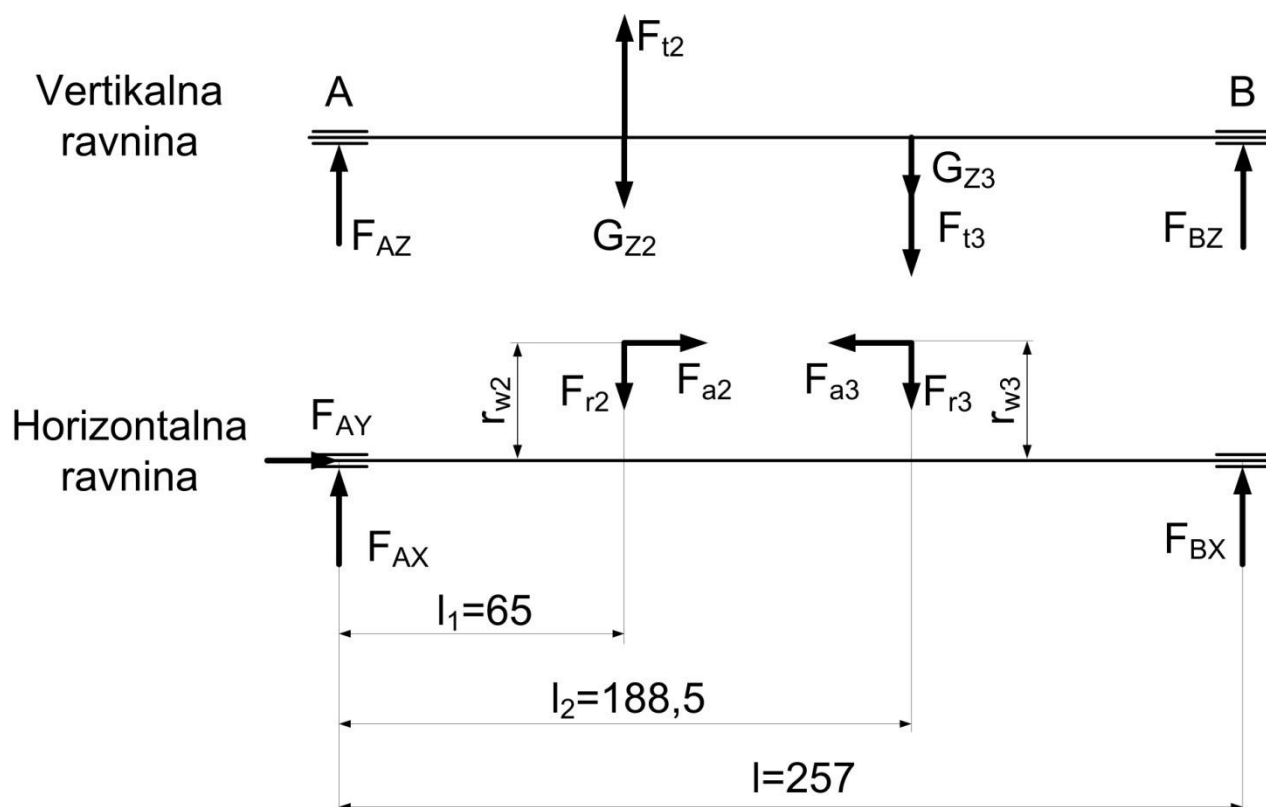 F_t2
Vertikalna
ravnina
A
B
G_Z3
F_AZ
G_Z2
F_t3
F_BZ
r_w2
F_r2
F_a2
F_a3
F_r3
r_w3
F_AY
Horizontalna
ravnina
F_AX
F_BX
l_1=65
l_2=188,5
l=257